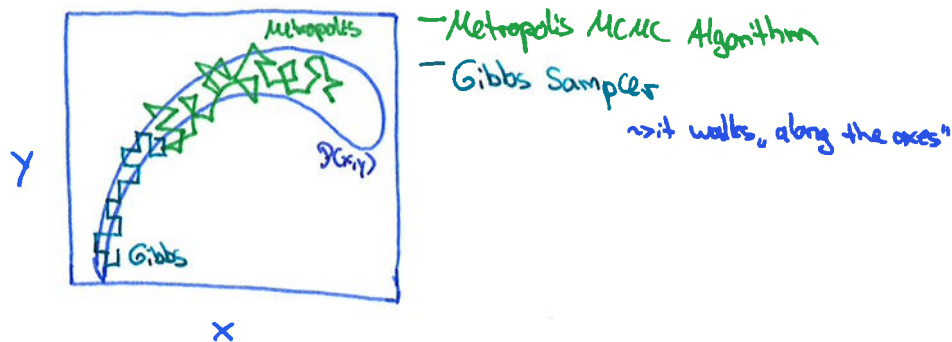 Metropolis
— Metropolis MCMC Algorithm
— Gibbs Sampler
~>it walks „along the axes"
Y
P(x,y)
Gibbs
X